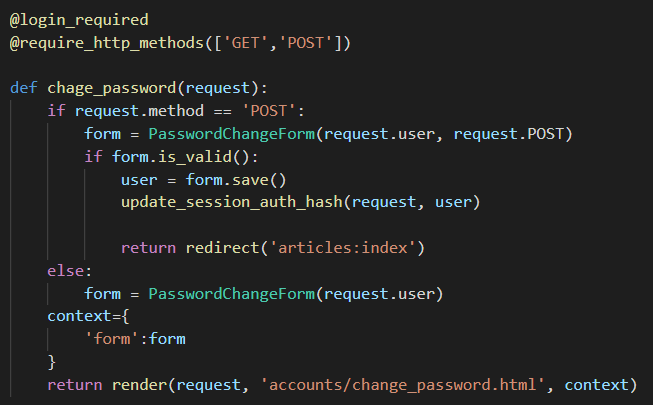 @login_required
@require_http_methods(['GET','POST'])
def chage_password(request):
    if request.method == 'POST':
        form = PasswordChangeForm(request.user, request.POST)
        if form.is_valid():
            user = form.save()
            update_session_auth_hash(request, user)
            return redirect('articles:index')
    else:
        form = PasswordChangeForm(request.user)
    context={
        'form':form
    }
    return render(request, 'accounts/change_password.html', context)